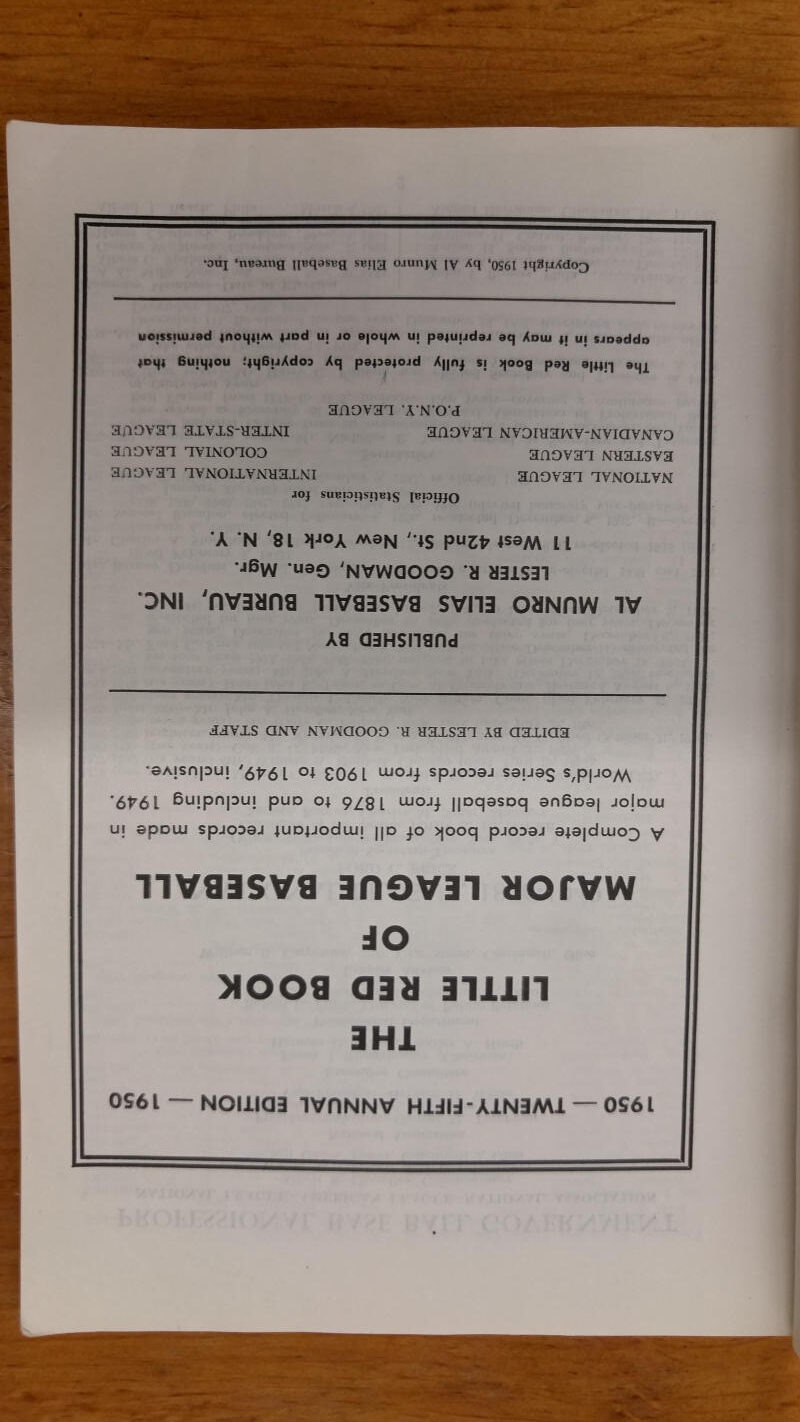 1950 — TWENTY-FIFTH ANNUAL EDITION — 1950
THE
LITTLE RED BOOK
OF
MAJOR LEAGUE BASEBALL
A Complete record book of all important records made in
major league baseball from 1876 to and including 1949.
World's Series records from 1903 to 1949, inclusive.
EDITED BY LESTER R. GOODMAN AND STAFF
PUBLISHED BY
AL MUNRO ELIAS BASEBALL BUREAU, INC.
LESTER R. GOODMAN, Gen. Mgr.
11 West 42nd St., New York 18, N. Y.
Official Statisticians for
NATIONAL LEAGUE INTERNATIONAL LEAGUE
EASTERN LEAGUE COLONIAL LEAGUE
CANADIAN-AMERICAN LEAGUE INTER-STATE LEAGUE
P.O.N.Y. LEAGUE
The Little Red Book is fully protected by copyright; nothing that
appears in it may be reprinted in whole or in part without permission
Copyright 1950, by Al Munro Elias Baseball Bureau, Inc.
PROFESSIONAL BASE BALL GOVERNMENT